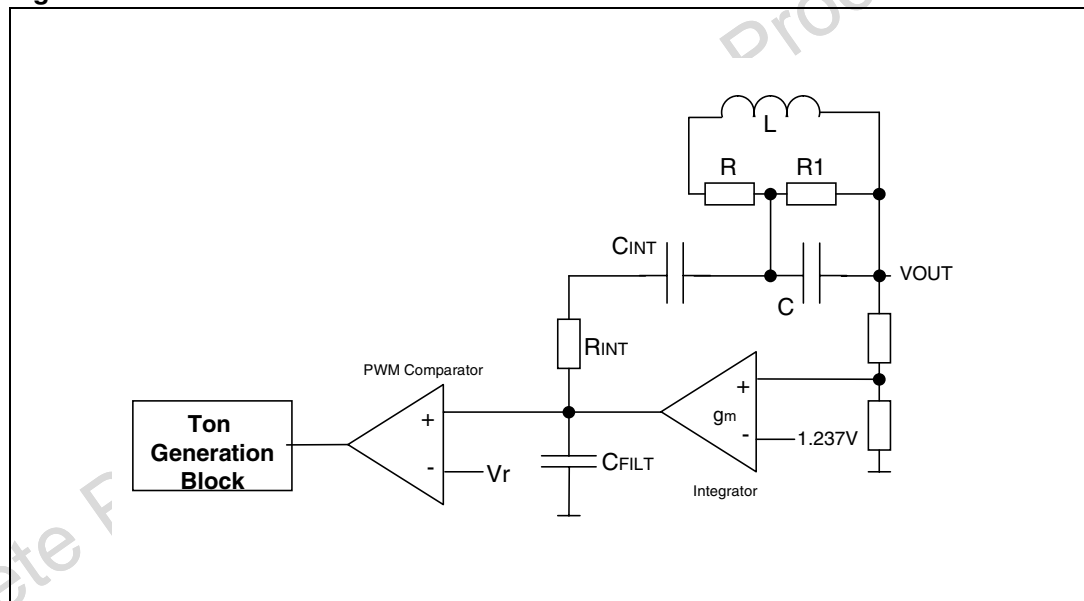 L
R R1
CINT
C
VOUT
RINT
PWM Comparator
+
-
Vr
Ton
Generation
Block
CFILT
+
gm
-
1.237V
Integrator